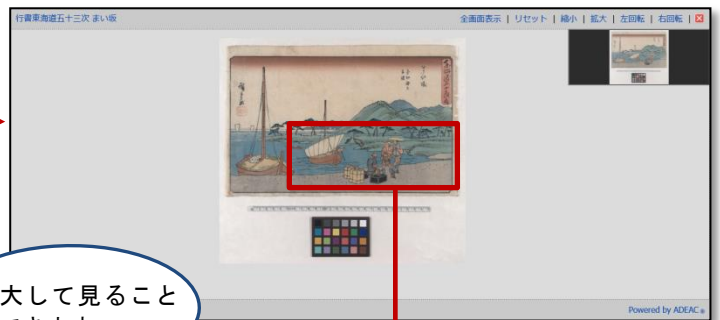 行書東海道五十三次 まい坂
全画面表示 | リセット | 縮小 | 拡大 | 左回転 | 右回転 |
大して見ること
できます
Powered by ADEAC